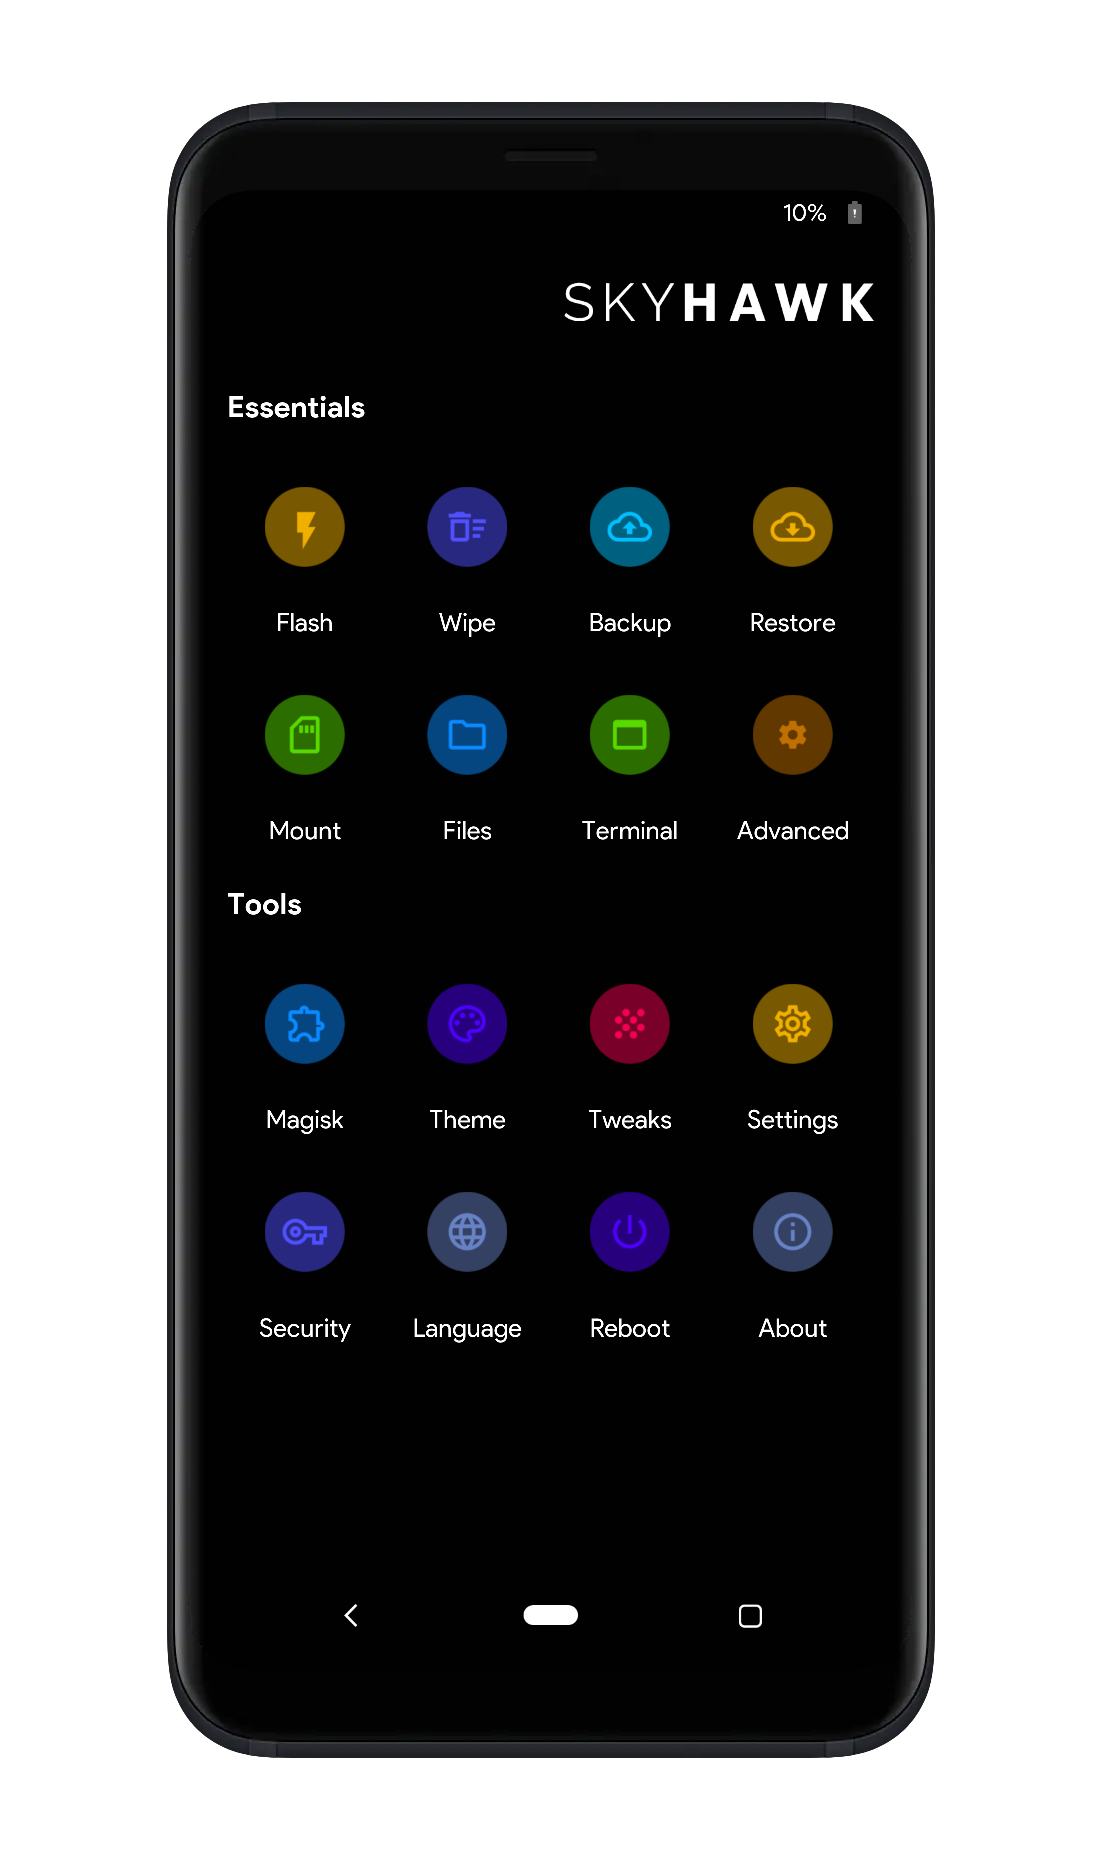 10%
SKYHAWK
Essentials
Flash Wipe Backup Restore
Mount Files Terminal Advanced
Tools
Magisk Theme Tweaks Settings
Security Language Reboot About